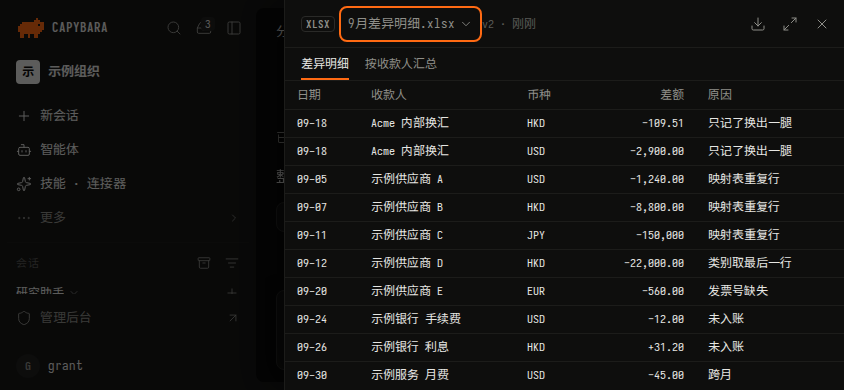 CAPYBARA
3
示 示例组织
新会话
智能体
技能 · 连接器
更多
会话
研究助手
管理后台
G grant
XLSX 9月差异明细.xlsx v2 · 刚刚
差异明细 按收款人汇总
日期 收款人 币种 差额 原因
09-18 Acme 内部换汇 HKD -109.51 只记了换出一腿
09-18 Acme 内部换汇 USD -2,900.00 只记了换出一腿
09-05 示例供应商 A USD -1,240.00 映射表重复行
09-07 示例供应商 B HKD -8,800.00 映射表重复行
09-11 示例供应商 C JPY -150,000 映射表重复行
09-12 示例供应商 D HKD -22,000.00 类别取最后一行
09-20 示例供应商 E EUR -560.00 发票号缺失
09-24 示例银行 手续费 USD -12.00 未入账
09-26 示例银行 利息 HKD +31.20 未入账
09-30 示例服务 月费 USD -45.00 跨月